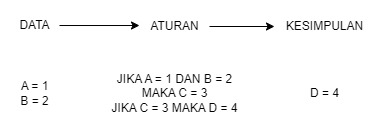 DATA
ATURAN
KESIMPULAN
A = 1
B = 2
JIKA A = 1 DAN B = 2
MAKA C = 3
JIKA C = 3 MAKA D = 4
D = 4